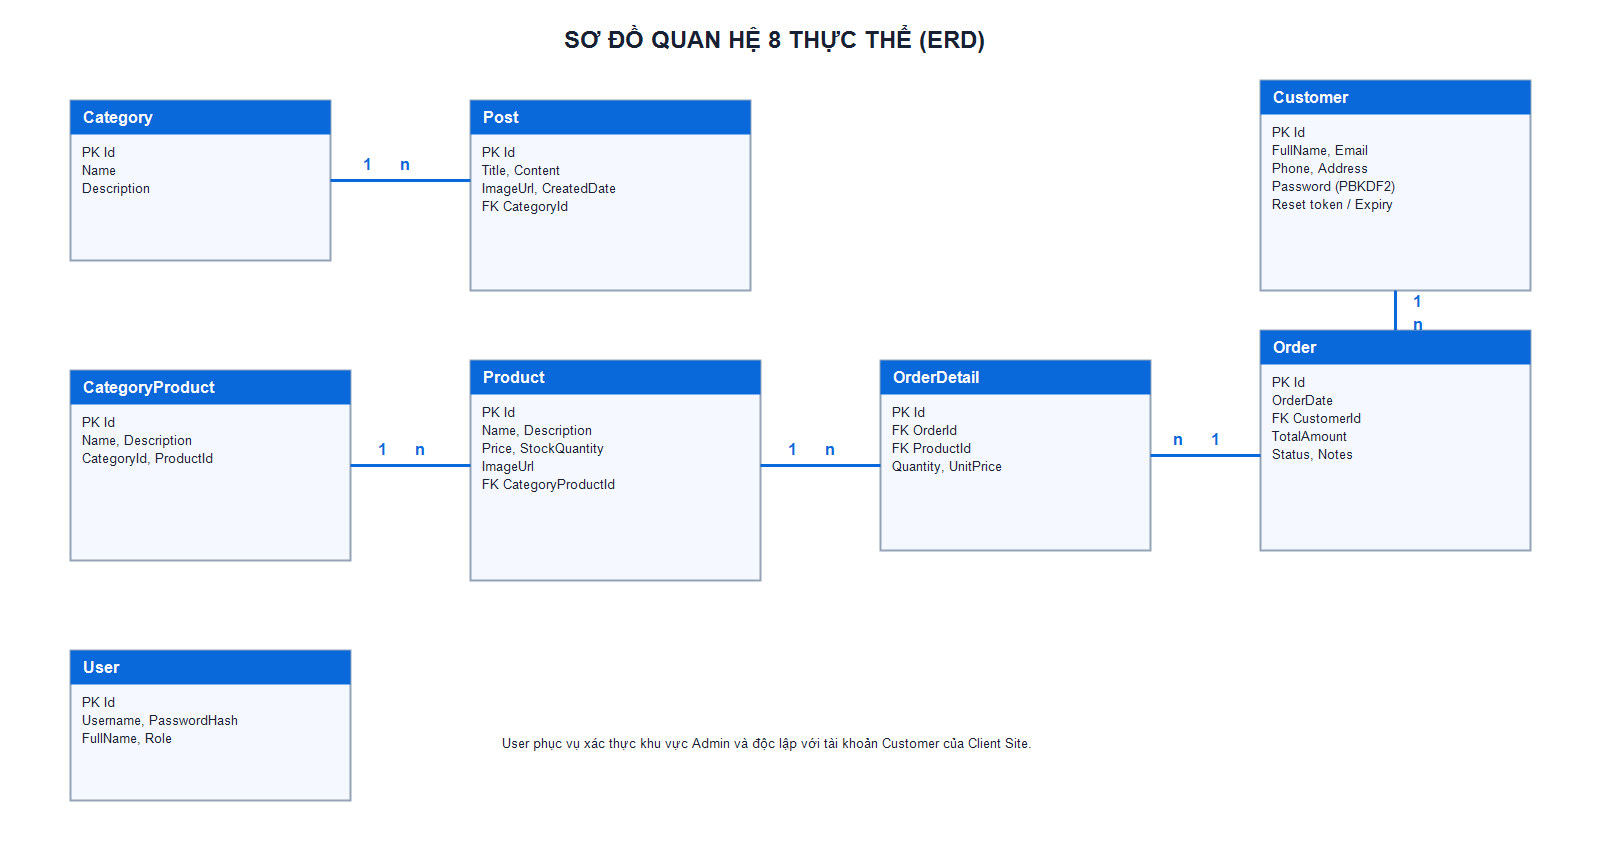 SƠ ĐỒ QUAN HỆ 8 THỰC THỂ (ERD)
Category
PK Id
Name
Description
1 n
Post
PK Id
Title, Content
ImageUrl, CreatedDate
FK CategoryId
Customer
PK Id
FullName, Email
Phone, Address
Password (PBKDF2)
Reset token / Expiry
1
n
CategoryProduct
PK Id
Name, Description
CategoryId, ProductId
1 n
Product
PK Id
Name, Description
Price, StockQuantity
ImageUrl
FK CategoryProductId
1 n
OrderDetail
PK Id
FK OrderId
FK ProductId
Quantity, UnitPrice
n 1
Order
PK Id
OrderDate
FK CustomerId
TotalAmount
Status, Notes
User
PK Id
Username, PasswordHash
FullName, Role
User phục vụ xác thực khu vực Admin và độc lập với tài khoản Customer của Client Site.